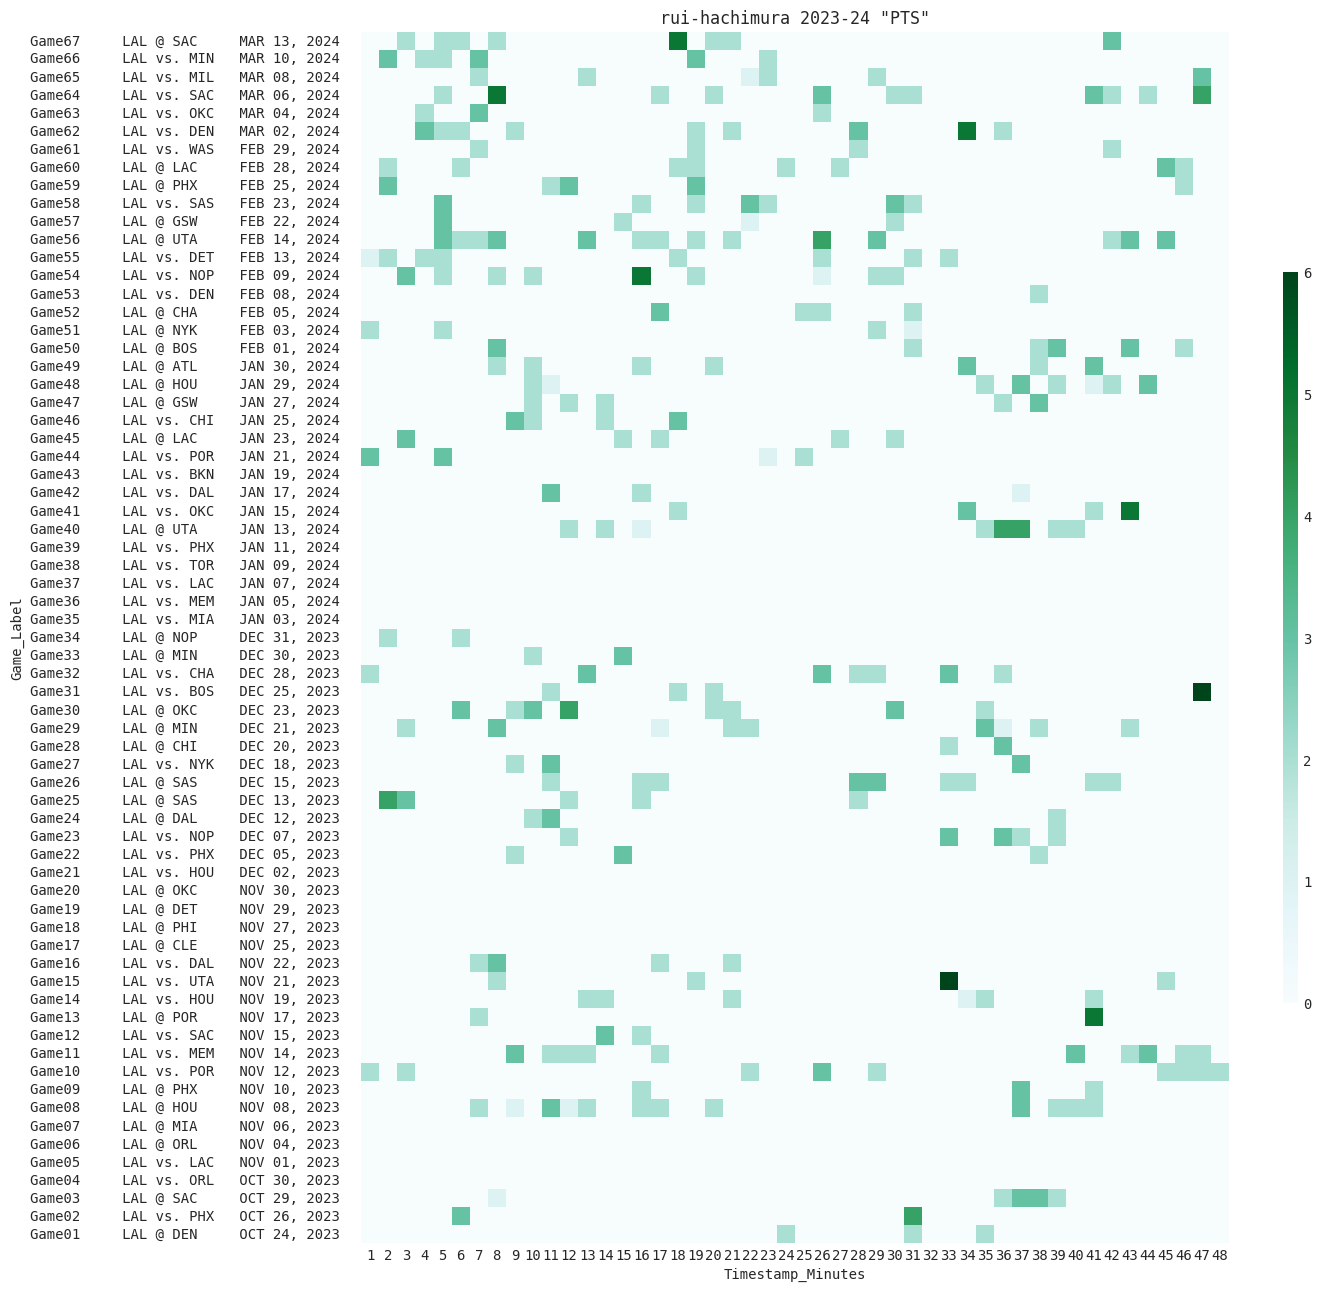 rui-hachimura 2023-24 "PTS"
Game67 LAL @ SAC MAR 13, 2024
Game66 LAL vs. MIN MAR 10, 2024
Game65 LAL vs. MIL MAR 08, 2024
Game64 LAL vs. SAC MAR 06, 2024
Game63 LAL vs. OKC MAR 04, 2024
Game62 LAL vs. DEN MAR 02, 2024
Game61 LAL vs. WAS FEB 29, 2024
Game60 LAL @ LAC FEB 28, 2024
Game59 LAL @ PHX FEB 25, 2024
Game58 LAL vs. SAS FEB 23, 2024
Game57 LAL @ GSW FEB 22, 2024
Game56 LAL @ UTA FEB 14, 2024
Game55 LAL vs. DET FEB 13, 2024
Game54 LAL vs. NOP FEB 09, 2024
Game53 LAL vs. DEN FEB 08, 2024
Game52 LAL @ CHA FEB 05, 2024
Game51 LAL @ NYK FEB 03, 2024
Game50 LAL @ BOS FEB 01, 2024
Game49 LAL @ ATL JAN 30, 2024
Game48 LAL @ HOU JAN 29, 2024
Game47 LAL @ GSW JAN 27, 2024
Game46 LAL vs. CHI JAN 25, 2024
Game45 LAL @ LAC JAN 23, 2024
Game44 LAL vs. POR JAN 21, 2024
Game43 LAL vs. BKN JAN 19, 2024
Game42 LAL vs. DAL JAN 17, 2024
Game41 LAL vs. OKC JAN 15, 2024
Game40 LAL @ UTA JAN 13, 2024
Game39 LAL vs. PHX JAN 11, 2024
Game38 LAL vs. TOR JAN 09, 2024
Game37 LAL vs. LAC JAN 07, 2024
Game36 LAL vs. MEM JAN 05, 2024
Game35 LAL vs. MIA JAN 03, 2024
Game34 LAL @ NOP DEC 31, 2023
Game33 LAL @ MIN DEC 30, 2023
Game32 LAL vs. CHA DEC 28, 2023
Game31 LAL vs. BOS DEC 25, 2023
Game30 LAL @ OKC DEC 23, 2023
Game29 LAL @ MIN DEC 21, 2023
Game28 LAL @ CHI DEC 20, 2023
Game27 LAL vs. NYK DEC 18, 2023
Game26 LAL @ SAS DEC 15, 2023
Game25 LAL @ SAS DEC 13, 2023
Game24 LAL @ DAL DEC 12, 2023
Game23 LAL vs. NOP DEC 07, 2023
Game22 LAL vs. PHX DEC 05, 2023
Game21 LAL vs. HOU DEC 02, 2023
Game20 LAL @ OKC NOV 30, 2023
Game19 LAL @ DET NOV 29, 2023
Game18 LAL @ PHI NOV 27, 2023
Game17 LAL @ CLE NOV 25, 2023
Game16 LAL vs. DAL NOV 22, 2023
Game15 LAL vs. UTA NOV 21, 2023
Game14 LAL vs. HOU NOV 19, 2023
Game13 LAL @ POR NOV 17, 2023
Game12 LAL vs. SAC NOV 15, 2023
Game11 LAL vs. MEM NOV 14, 2023
Game10 LAL vs. POR NOV 12, 2023
Game09 LAL @ PHX NOV 10, 2023
Game08 LAL @ HOU NOV 08, 2023
Game07 LAL @ MIA NOV 06, 2023
Game06 LAL @ ORL NOV 04, 2023
Game05 LAL vs. LAC NOV 01, 2023
Game04 LAL vs. ORL OCT 30, 2023
Game03 LAL @ SAC OCT 29, 2023
Game02 LAL vs. PHX OCT 26, 2023
Game01 LAL @ DEN OCT 24, 2023
Game_Label
1 2 3 4 5 6 7 8 9 10 11 12 13 14 15 16 17 18 19 20 21 22 23 24 25 26 27 28 29 30 31 32 33 34 35 36 37 38 39 40 41 42 43 44 45 46 47 48
Timestamp_Minutes
6
5
4
3
2
1
0